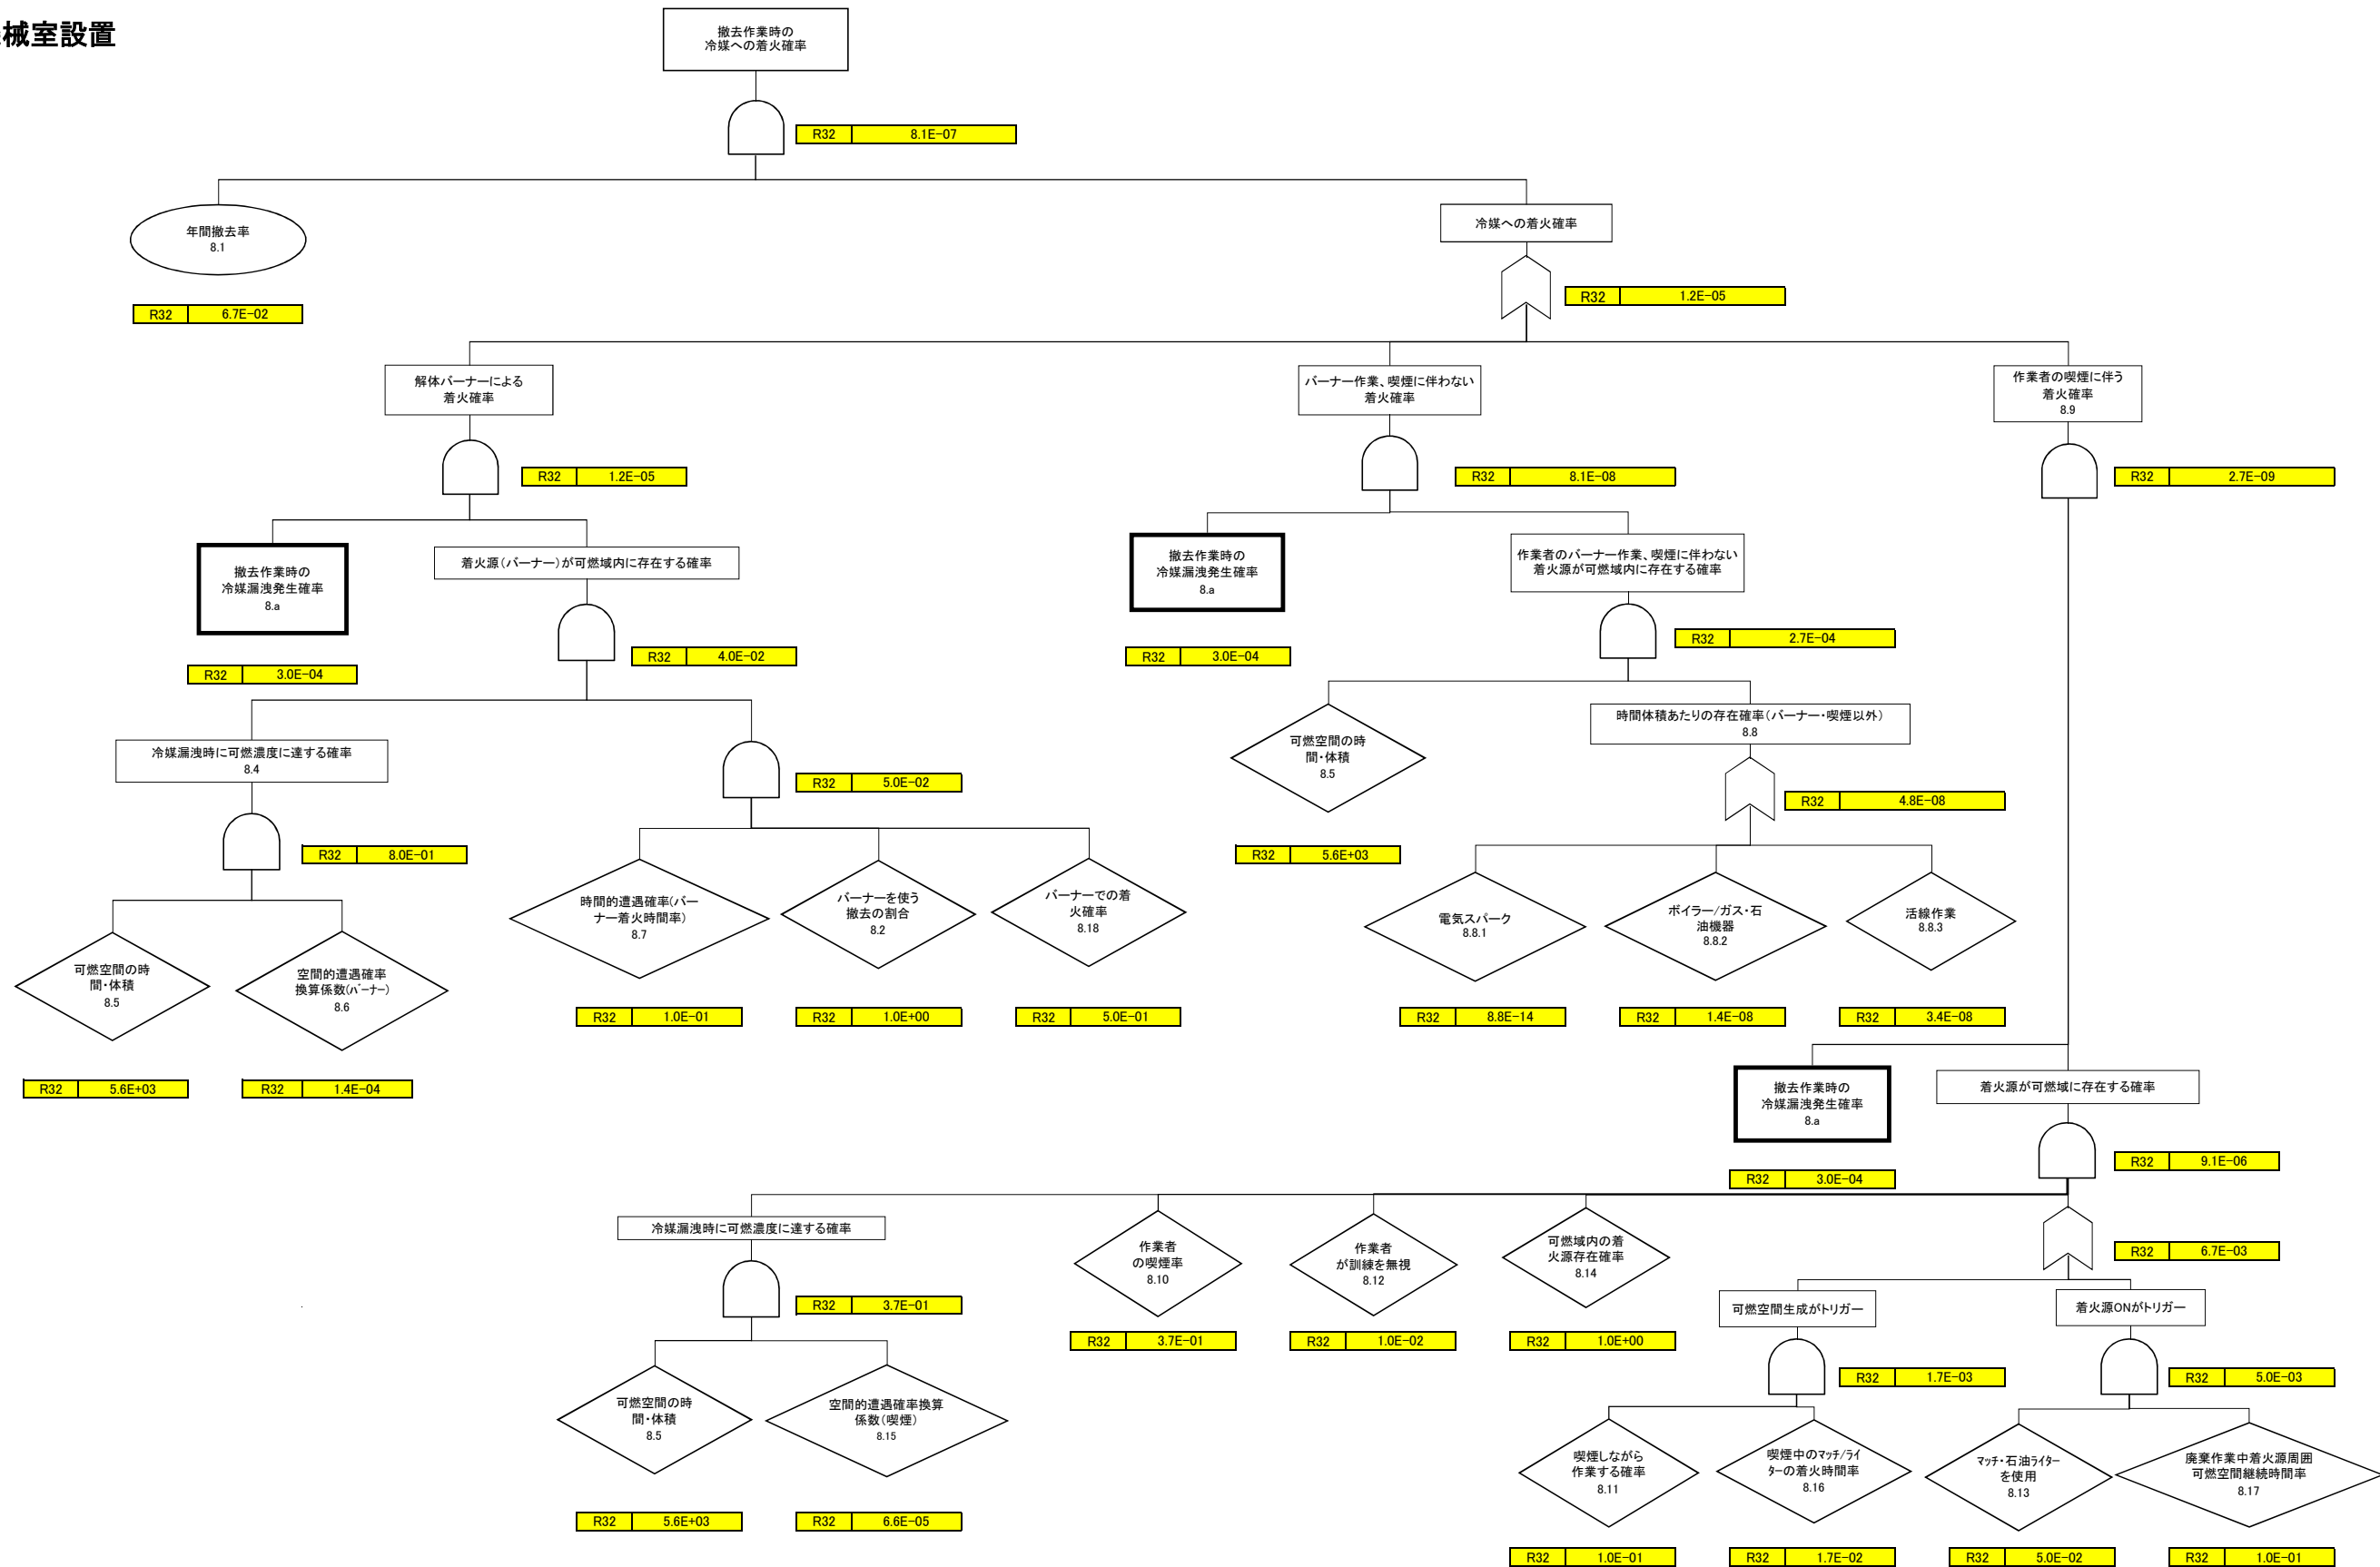 械室設置
撤去作業時の
冷媒への着火確率
R32 8.1E-07
年間撤去率
8.1
R32 6.7E-02
冷媒への着火確率
R32 1.2E-05
解体バーナーによる
着火確率
R32 1.2E-05
バーナー作業、喫煙に伴わない
着火確率
R32 8.1E-08
作業者の喫煙に伴う
着火確率
8.9
R32 2.7E-09
撤去作業時の
冷媒漏洩発生確率
8.a
R32 3.0E-04
着火源（バーナー）が可燃域内に存在する確率
R32 4.0E-02
撤去作業時の
冷媒漏洩発生確率
8.a
R32 3.0E-04
作業者のバーナー作業、喫煙に伴わない
着火源が可燃域内に存在する確率
R32 2.7E-04
冷媒漏洩時に可燃濃度に達する確率
8.4
R32 8.0E-01
R32 5.0E-02
可燃空間の時
間・体積
8.5
R32 5.6E+03
時間体積あたりの存在確率（バーナー・喫煙以外）
8.8
R32 4.8E-08
可燃空間の時
間・体積
8.5
R32 5.6E+03
空間的遭遇確率
換算係数(ﾊﾞｰﾅｰ)
8.6
R32 1.4E-04
時間的遭遇確率(バー
ナー着火時間率)
8.7
R32 1.0E-01
バーナーを使う
撤去の割合
8.2
R32 1.0E+00
バーナーでの着
火確率
8.18
R32 5.0E-01
電気スパーク
8.8.1
R32 8.8E-14
ボイラー/ガス・石
油機器
8.8.2
R32 1.4E-08
活線作業
8.8.3
R32 3.4E-08
撤去作業時の
冷媒漏洩発生確率
8.a
R32 3.0E-04
着火源が可燃域に存在する確率
R32 9.1E-06
冷媒漏洩時に可燃濃度に達する確率
R32 3.7E-01
作業者
の喫煙率
8.10
R32 3.7E-01
作業者
が訓練を無視
8.12
R32 1.0E-02
可燃域内の着
火源存在確率
8.14
R32 1.0E+00
R32 6.7E-03
可燃空間生成がトリガー
R32 1.7E-03
着火源ONがトリガー
R32 5.0E-03
可燃空間の時
間・体積
8.5
R32 5.6E+03
空間的遭遇確率換算
係数（喫煙）
8.15
R32 6.6E-05
喫煙しながら
作業する確率
8.11
R32 1.0E-01
喫煙中のマッチ/ライ
ターの着火時間率
8.16
R32 1.7E-02
マッチ・石油ライター
を使用
8.13
R32 5.0E-02
廃棄作業中着火源周囲
可燃空間継続時間率
8.17
R32 1.0E-01